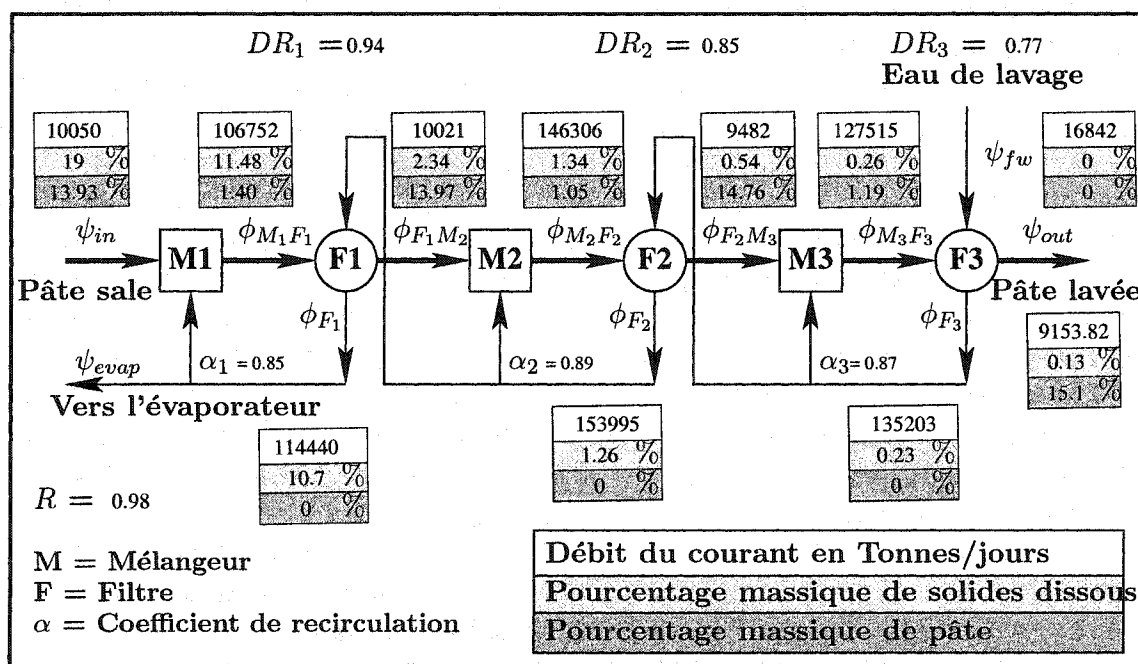 DR₁ = 0.94 DR₂ = 0.85 DR₃ = 0.77
Eau de lavage
10050 106752 10021 146306 9482 127515 16842
19 % 11.48 % 2.34 % 1.34 % 0.54 % 0.26 % ψfw 0 %
13.93 % 1.40 % 13.97 % 1.05 % 14.76 % 1.19 % 0 %
ψin ϕM₁F₁ ϕF₁M₂ ϕM₂F₂ ϕF₂M₃ ϕM₃F₃ ψout
M1 F1 M2 F2 M3 F3
Pâte sale Pâte lavée
ϕF₁ ϕF₂ ϕF₃
9153.82
0.13 %
15.1 %
ψevap α₁ = 0.85 α₂ = 0.89 α₃ = 0.87
Vers l'évaporateur
114440 153995 135203
10.7 % 1.26 % 0.23 %
0 % 0 % 0 %
R = 0.98
M = Mélangeur
F = Filtre
α = Coefficient de recirculation
Débit du courant en Tonnes/jours
Pourcentage massique de solides dissous
Pourcentage massique de pâte